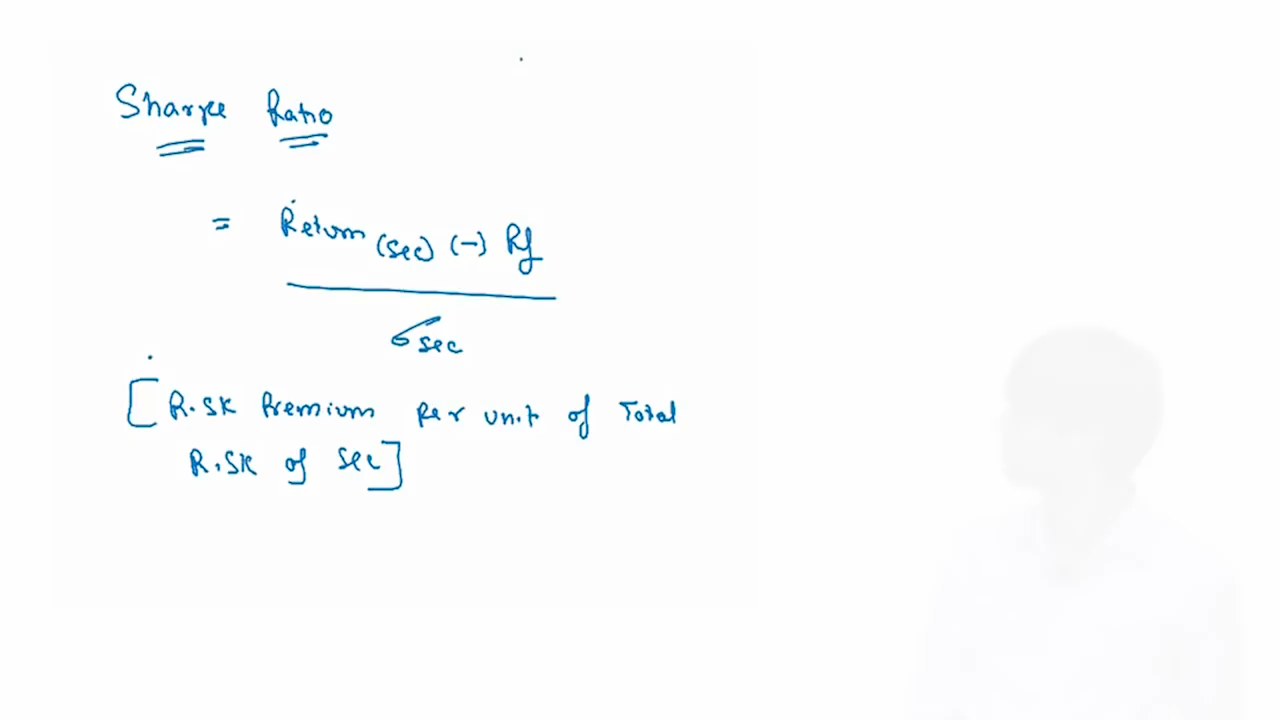 Sharpe Ratio
= Return (sec) (-) Rf
σ sec
[Risk Premium per unit of Total
Risk of sec]